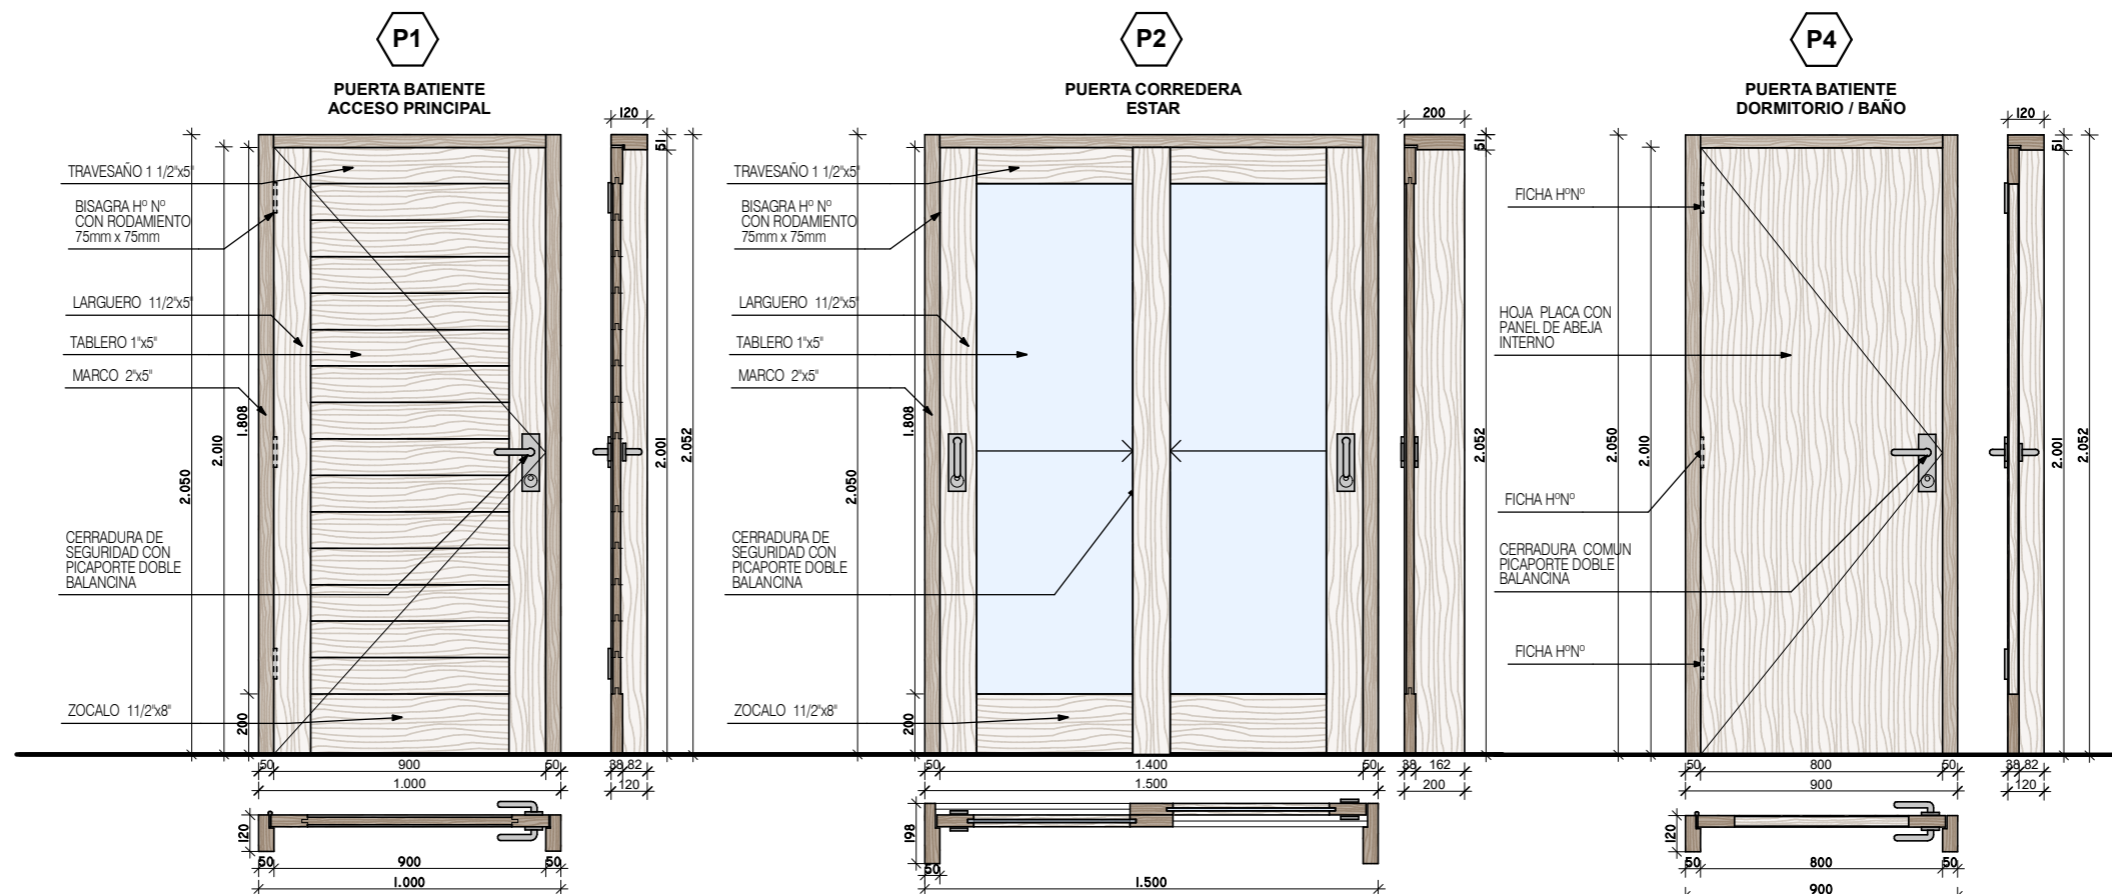 P1
PUERTA BATIENTE
ACCESO PRINCIPAL
120
51
TRAVESAÑO 1 1/2"x5"
BISAGRA Hº Nº
CON RODAMIENTO
75mm x 75mm
LARGUERO 11/2"x5"
TABLERO 1"x5"
MARCO 2"x5"
1.808
2.010
2.050
2.001
2.052
CERRADURA DE
SEGURIDAD CON
PICAPORTE DOBLE
BALANCINA
ZOCALO 11/2"x8"
200
50
900
50
1.000
38
82
120
120
50
900
50
1.000
P2
PUERTA CORREDERA
ESTAR
200
51
TRAVESAÑO 1 1/2"x5"
BISAGRA Hº Nº
CON RODAMIENTO
75mm x 75mm
LARGUERO 11/2"x5"
TABLERO 1"x5"
MARCO 2"x5"
1.808
2.050
2.052
CERRADURA DE
SEGURIDAD CON
PICAPORTE DOBLE
BALANCINA
ZOCALO 11/2"x8"
200
50
1.400
50
1.500
38
162
200
198
50
1.500
P4
PUERTA BATIENTE
DORMITORIO / BAÑO
120
51
FICHA HºNº
HOJA PLACA CON
PANEL DE ABEJA
INTERNO
2.050
2.010
2.001
2.052
FICHA HºNº
CERRADURA COMUN
PICAPORTE DOBLE
BALANCINA
FICHA HºNº
50
800
50
900
38
82
120
120
50
800
50
900